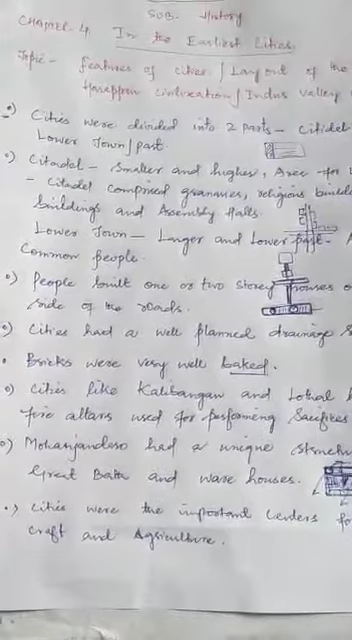 SUB. History
CHAPTER-4 In the Earliest Cities.
Topic - Features of cities / Layout of the
Harappan Civilization / Indus valley
Cities were divided into 2 parts - Citidel
Lower Town/part.
Citadel - Smaller and higher, Area for
- Citadel comprised granaries, religious build
buildings and Assembly Halls.
Lower Town - Larger and Lower part -
Common people.
People built one or two storey houses o
side of the roads.
Cities had a well planned drainage S
Bricks were very well baked.
Cities like Kalibangan and Lothal h
fire altars used for performing
Mohanjandaro had a unique
Great Bath and ware houses.
Cities were the important centers fo
Craft and Agriculture.